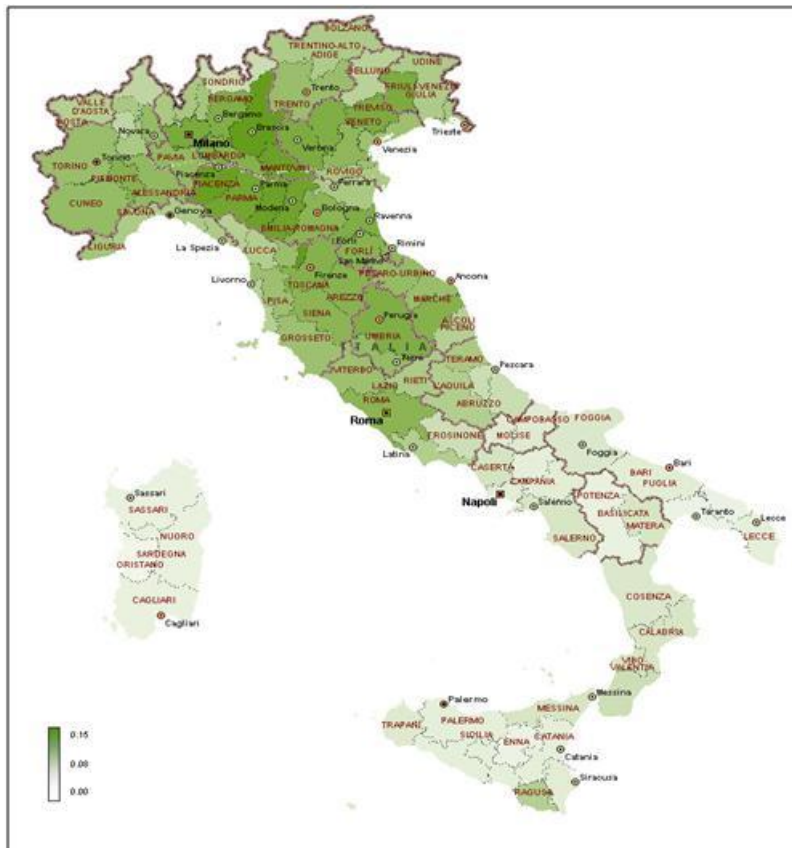 BOLZANO
TRENTINO-ALTO
ADIGE
UDINE
SONDRIO
BELLUNO
BERGAMO
Trento
FRIULI-VENEZIA
GIULIA
VALLE
D'AOSTA
AOSTA
TRENTO
TREVISO
Bergamo
VENETO
Trieste
Novara
Milano
Brescia
Verona
Venezia
TORINO
Torino
PAVIA
LOMBARDIA
MANTOVA
ROVIGO
Piacenza
PIEMONTE
PIACENZA
Parma
Ferrara
ALESSANDRIA
PARMA
Modena
CUNEO
SAVONA
Genova
Bologna
Ravenna
EMILIA-ROMAGNA
Forli
La Spezia
LIGURIA
LUCCA
FORLÌ
Rimini
San Marino
Firenze
PESARO-URBINO
Livorno
TOSCANA
Ancona
PISA
AREZZO
MARCHE
SIENA
Perugia
ASCOLI
PICENO
GROSSETO
UMBRIA
ITALIA
Terni
TERAMO
VITERBO
Pescara
LAZIO
RIETI
L'AQUILA
ROMA
ABRUZZO
Roma
CAMPOBASSO
FOGGIA
FROSINONE
MOLISE
Latina
Foggia
CASERTA
BARI
Bari
CAMPANIA
PUGLIA
Napoli
POTENZA
Sassari
Salerno
BASILICATA
Taranto
SASSARI
MATERA
Lecce
NUORO
SALERNO
LECCE
SARDEGNA
ORISTANO
COSENZA
CAGLIARI
Cagliari
CALABRIA
VIBO
VALENTIA
Palermo
Messina
MESSINA
TRAPANI
PALERMO
SICILIA
ENNA
CATANIA
0.15
Catania
0.08
Siracuza
0.00
RAGUSA